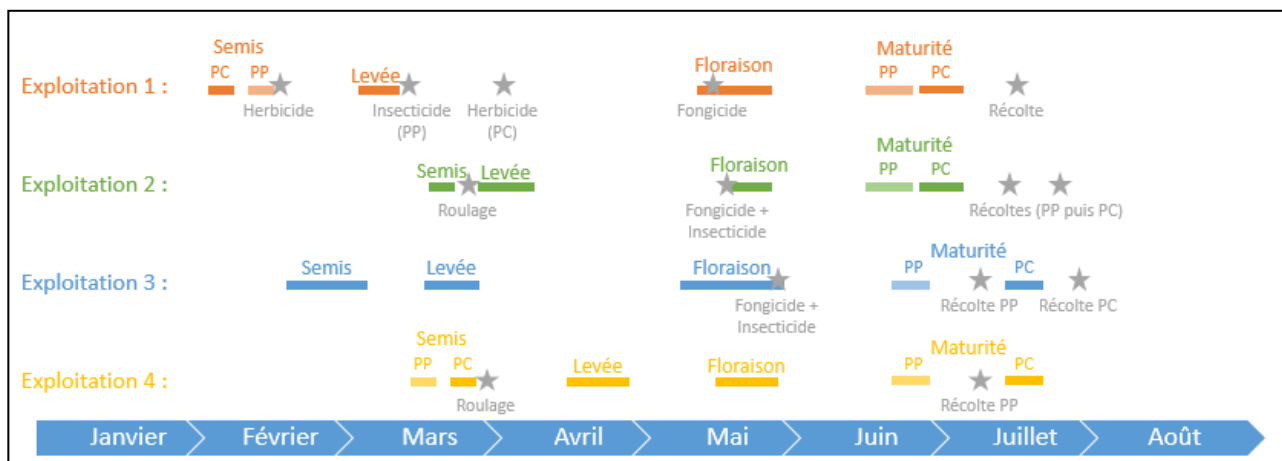 Semis
Maturité
PC PP
Levée
Floraison
PP PC
Exploitation 1 :
Herbicide
Insecticide
(PP)
Herbicide
(PC)
Fongicide
Récolte
Maturité
Semis Levée
Floraison
PP PC
Exploitation 2 :
Roulage
Fongicide +
Insecticide
Récoltes (PP puis PC)
Maturité
Semis
Levée
Floraison
PP
PC
Exploitation 3 :
Fongicide +
Insecticide
Récolte PP
Récolte PC
Semis
Maturité
PP PC
Levée
Floraison
PP
PC
Exploitation 4 :
Roulage
Récolte PP
Janvier Février Mars Avril Mai Juin Juillet Août